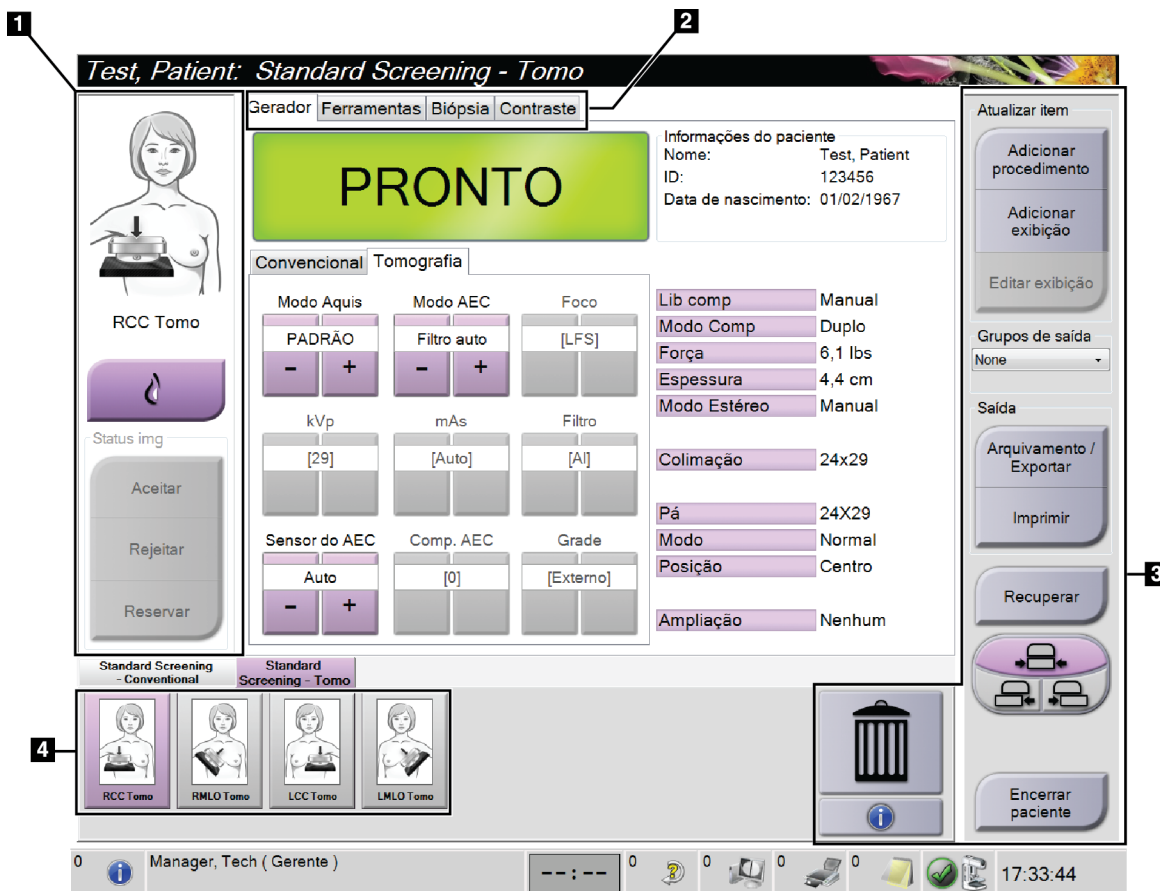 1
2
Test, Patient: Standard Screening - Tomo
Gerador Ferramentas Biópsia Contraste
PRONTO
Informações do paciente
Nome: Test, Patient
ID: 123456
Data de nascimento: 01/02/1967
RCC Tomo
Status img
Aceitar
Rejeitar
Reservar
Convencional Tomografia
Modo Aquis Modo AEC Foco
PADRÃO Filtro auto [LFS]
- + - +
kVp mAs Filtro
[29] [Auto] [Al]
Sensor do AEC Comp. AEC Grade
Auto [0] [Externo]
- +
Lib comp Manual
Modo Comp Duplo
Força 6,1 lbs
Espessura 4,4 cm
Modo Estéreo Manual
Colimação 24x29
Pá 24X29
Modo Normal
Posição Centro
Ampliação Nenhum
Atualizar item
Adicionar
procedimento
Adicionar
exibição
Editar exibição
Grupos de saída
None
Saída
Arquivamento /
Exportar
Imprimir
3
Recuperar
Encerrar
paciente
Standard Screening
- Conventional
Standard
Screening - Tomo
4
RCC Tomo RMLO Tomo LCC Tomo LMLO Tomo
0 Manager, Tech ( Gerente ) --:-- 0 0 0 0 17:33:44